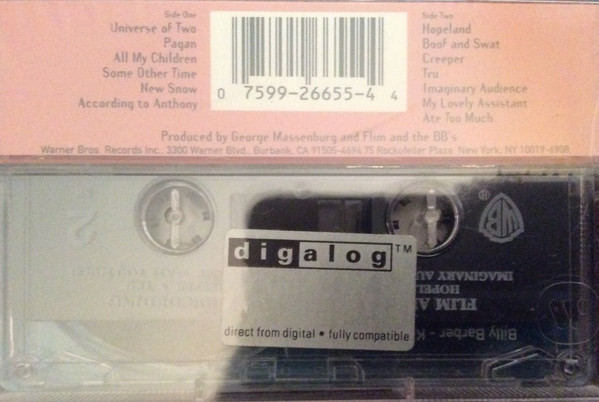 Side One
Universe of Two
Pagan
All My Children
Some Other Time
New Snow
According to Anthony
0 7599-26655-4 4
Side Two
Hopeland
Boof and Swat
Creeper
Tru
Imaginary Audience
My Lovely Assistant
Ate Too Much
Produced by George Massenburg and Flim and the BB's
Warner Bros. Records Inc., 3300 Warner Blvd., Burbank, CA 91505-4694. 75 Rockefeller Plaza, New York, NY 10019-6908.
2
WB ®
digalog™
direct from digital • fully compatible
IMAGINARY AU
HOPEL
FLIM A
Billy Barber - K